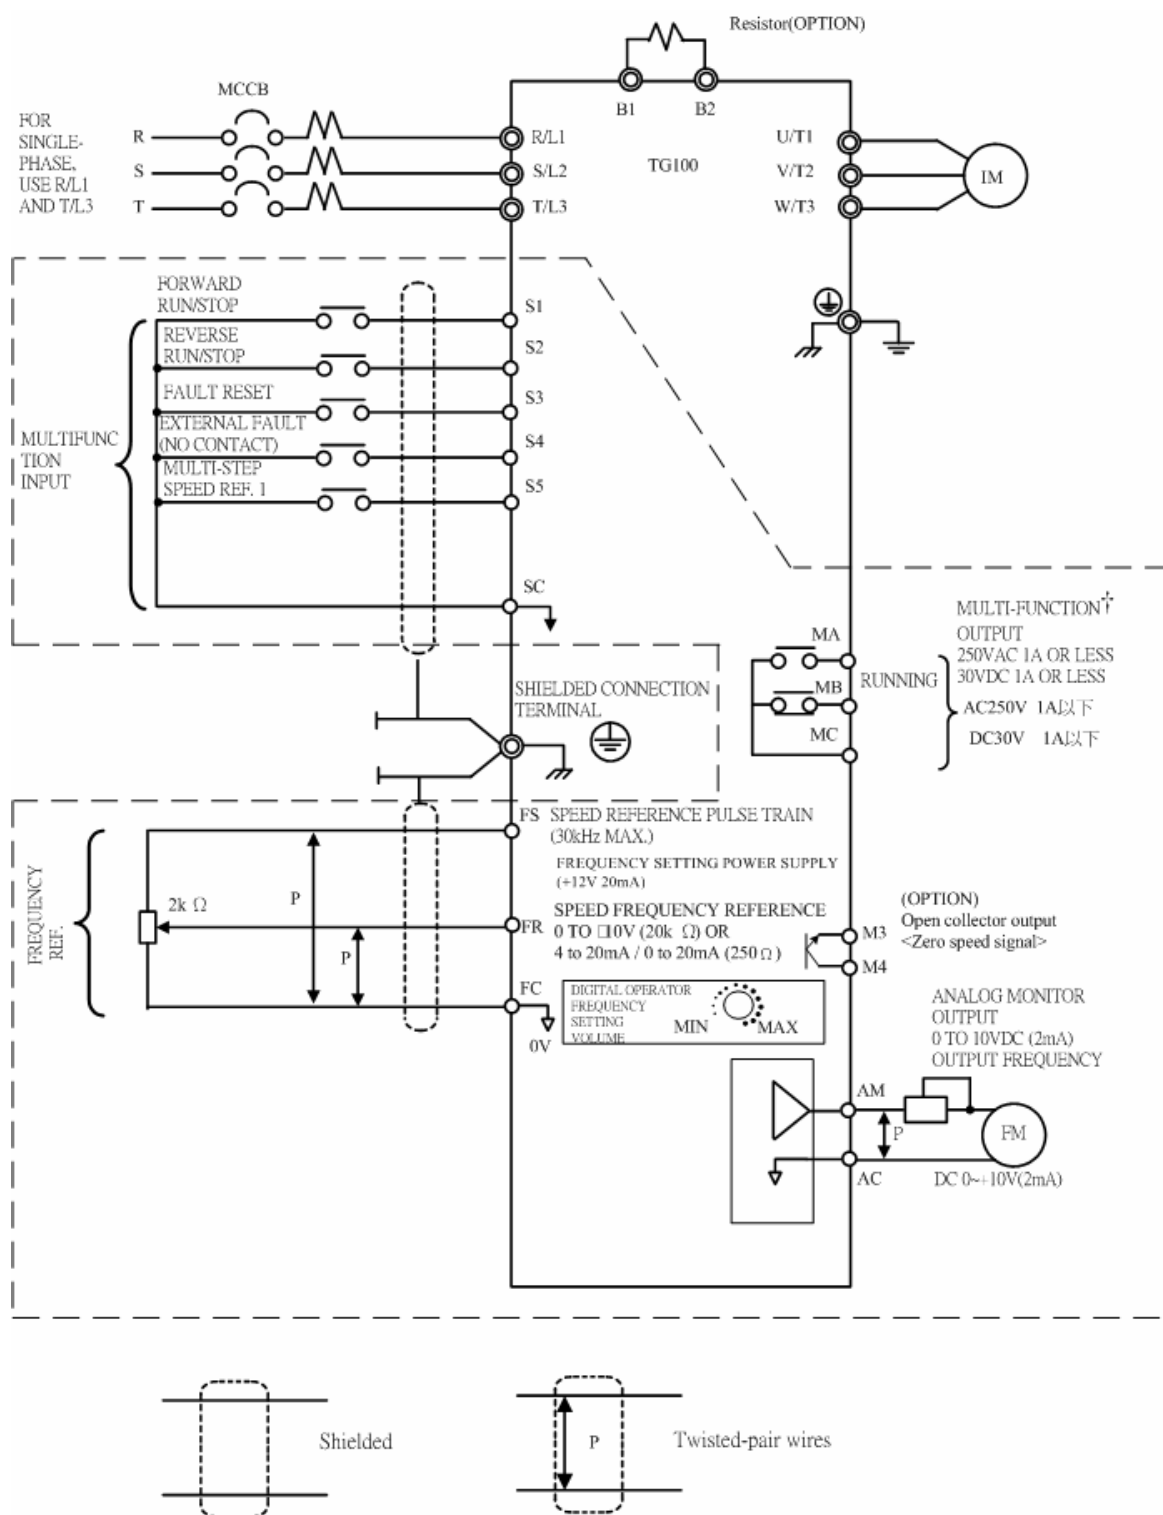 Resistor(OPTION)
MCCB
B1
B2
FOR
SINGLE-
PHASE,
USE R/L1
AND T/L3
R
S
T
R/L1
S/L2
T/L3
TG100
U/T1
V/T2
W/T3
IM
FORWARD
RUN/STOP
S1
REVERSE
RUN/STOP
S2
FAULT RESET
S3
EXTERNAL FAULT
(NO CONTACT)
S4
MULTI-STEP
SPEED REF. 1
S5
MULTIFUNC
TION
INPUT
SC
SHIELDED CONNECTION
TERMINAL
MA
MB
MC
RUNNING
MULTI-FUNCTION†
OUTPUT
250VAC 1A OR LESS
30VDC 1A OR LESS
AC250V 1A以下
DC30V 1A以下
FS SPEED REFERENCE PULSE TRAIN
(30kHz MAX.)
FREQUENCY SETTING POWER SUPPLY
(+12V 20mA)
FREQUENCY
REF.
2k Ω
P
P
FR
SPEED FREQUENCY REFERENCE
0 TO □10V (20k Ω) OR
4 to 20mA / 0 to 20mA (250 Ω )
FC
0V
DIGITAL OPERATOR
FREQUENCY
SETTING
VOLUME
MIN
MAX
(OPTION)
Open collector output
<Zero speed signal>
M3
M4
ANALOG MONITOR
OUTPUT
0 TO 10VDC (2mA)
OUTPUT FREQUENCY
AM
P
FM
AC
DC 0~+10V(2mA)
Shielded
P
Twisted-pair wires